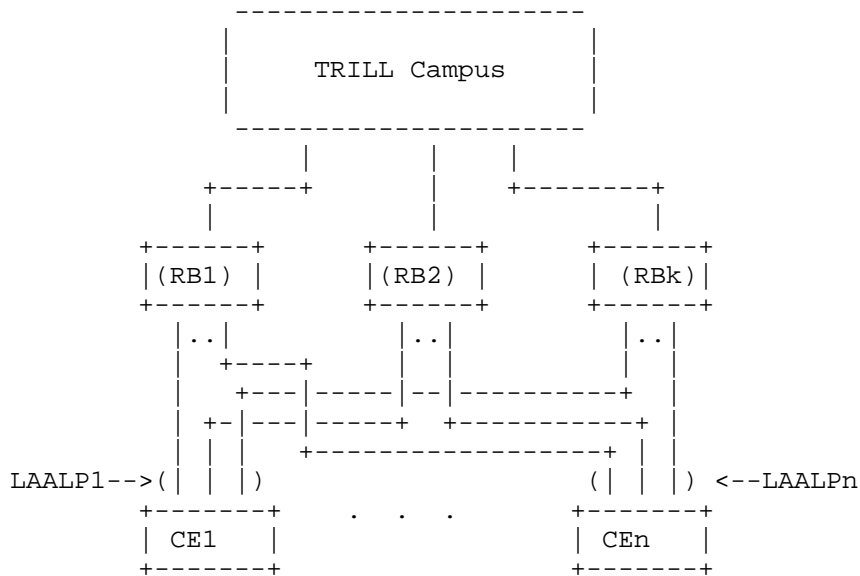 TRILL Campus
(RB1) (RB2) (RBk)
LAALP1-->( ) ( ) <--LAALPn
CE1 . . . CEn